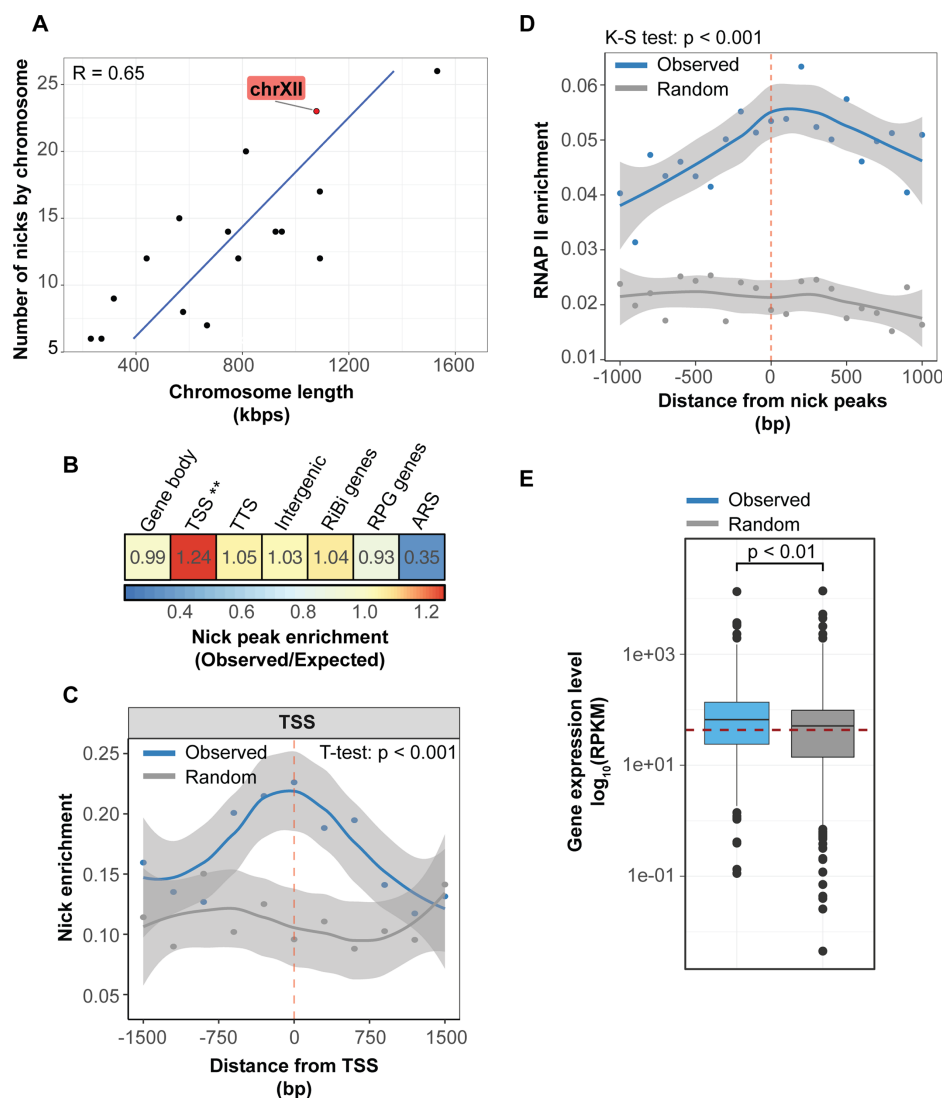 A
R = 0.65
chrXII
25
20
15
10
5
Number of nicks by chromosome
400
800
1200
1600
Chromosome length
(kbps)
B
Gene body
TSS **
TTS
Intergenic
RiBi genes
RPG genes
ARS
0.99
1.24
1.05
1.03
1.04
0.93
0.35
0.4
0.6
0.8
1.0
1.2
Nick peak enrichment
(Observed/Expected)
C
TSS
Observed
Random
T-test: p < 0.001
0.25
0.20
0.15
0.10
0.05
Nick enrichment
-1500
-750
0
750
1500
Distance from TSS
(bp)
D
K-S test: p < 0.001
Observed
Random
0.06
0.05
0.04
0.03
0.02
0.01
RNAP II enrichment
-1000
-500
0
500
1000
Distance from nick peaks
(bp)
E
Observed
Random
p < 0.01
1e+03
1e+01
1e-01
Gene expression level
log10(RPKM)